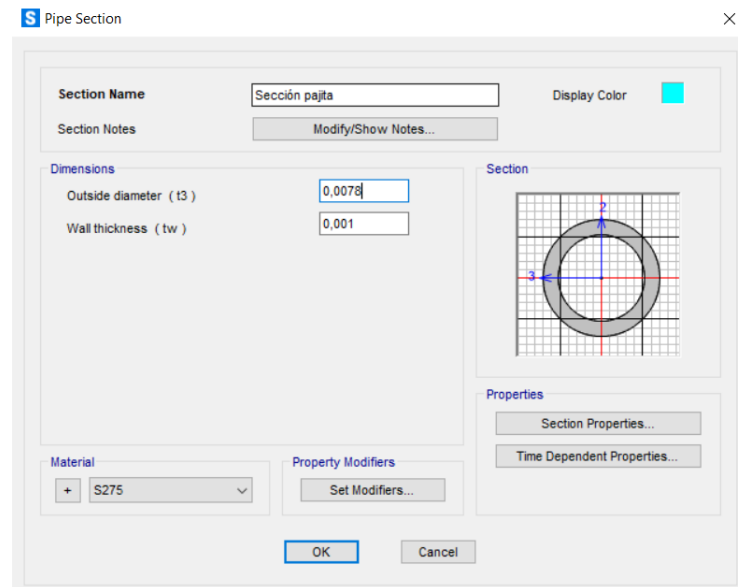 S Pipe Section
Section Name Sección pajita Display Color
Section Notes Modify/Show Notes...
Dimensions
Outside diameter ( t3 ) 0,0078
Wall thickness ( tw ) 0,001
Section
2
3
Properties
Section Properties...
Time Dependent Properties...
Material
+ S275
Property Modifiers
Set Modifiers...
OK Cancel